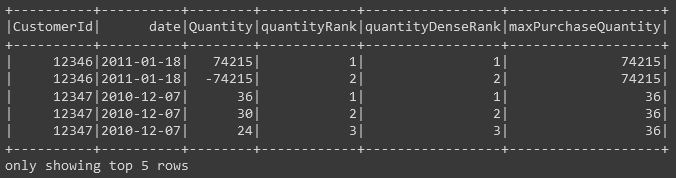 +----------+----------+--------+------------+-----------------+-------------------+
|CustomerId|      date|Quantity|quantityRank|quantityDenseRank|maxPurchaseQuantity|
+----------+----------+--------+------------+-----------------+-------------------+
|     12346|2011-01-18|   74215|           1|                1|              74215|
|     12346|2011-01-18|  -74215|           2|                2|              74215|
|     12347|2010-12-07|      36|           1|                1|                 36|
|     12347|2010-12-07|      30|           2|                2|                 36|
|     12347|2010-12-07|      24|           3|                3|                 36|
+----------+----------+--------+------------+-----------------+-------------------+
only showing top 5 rows